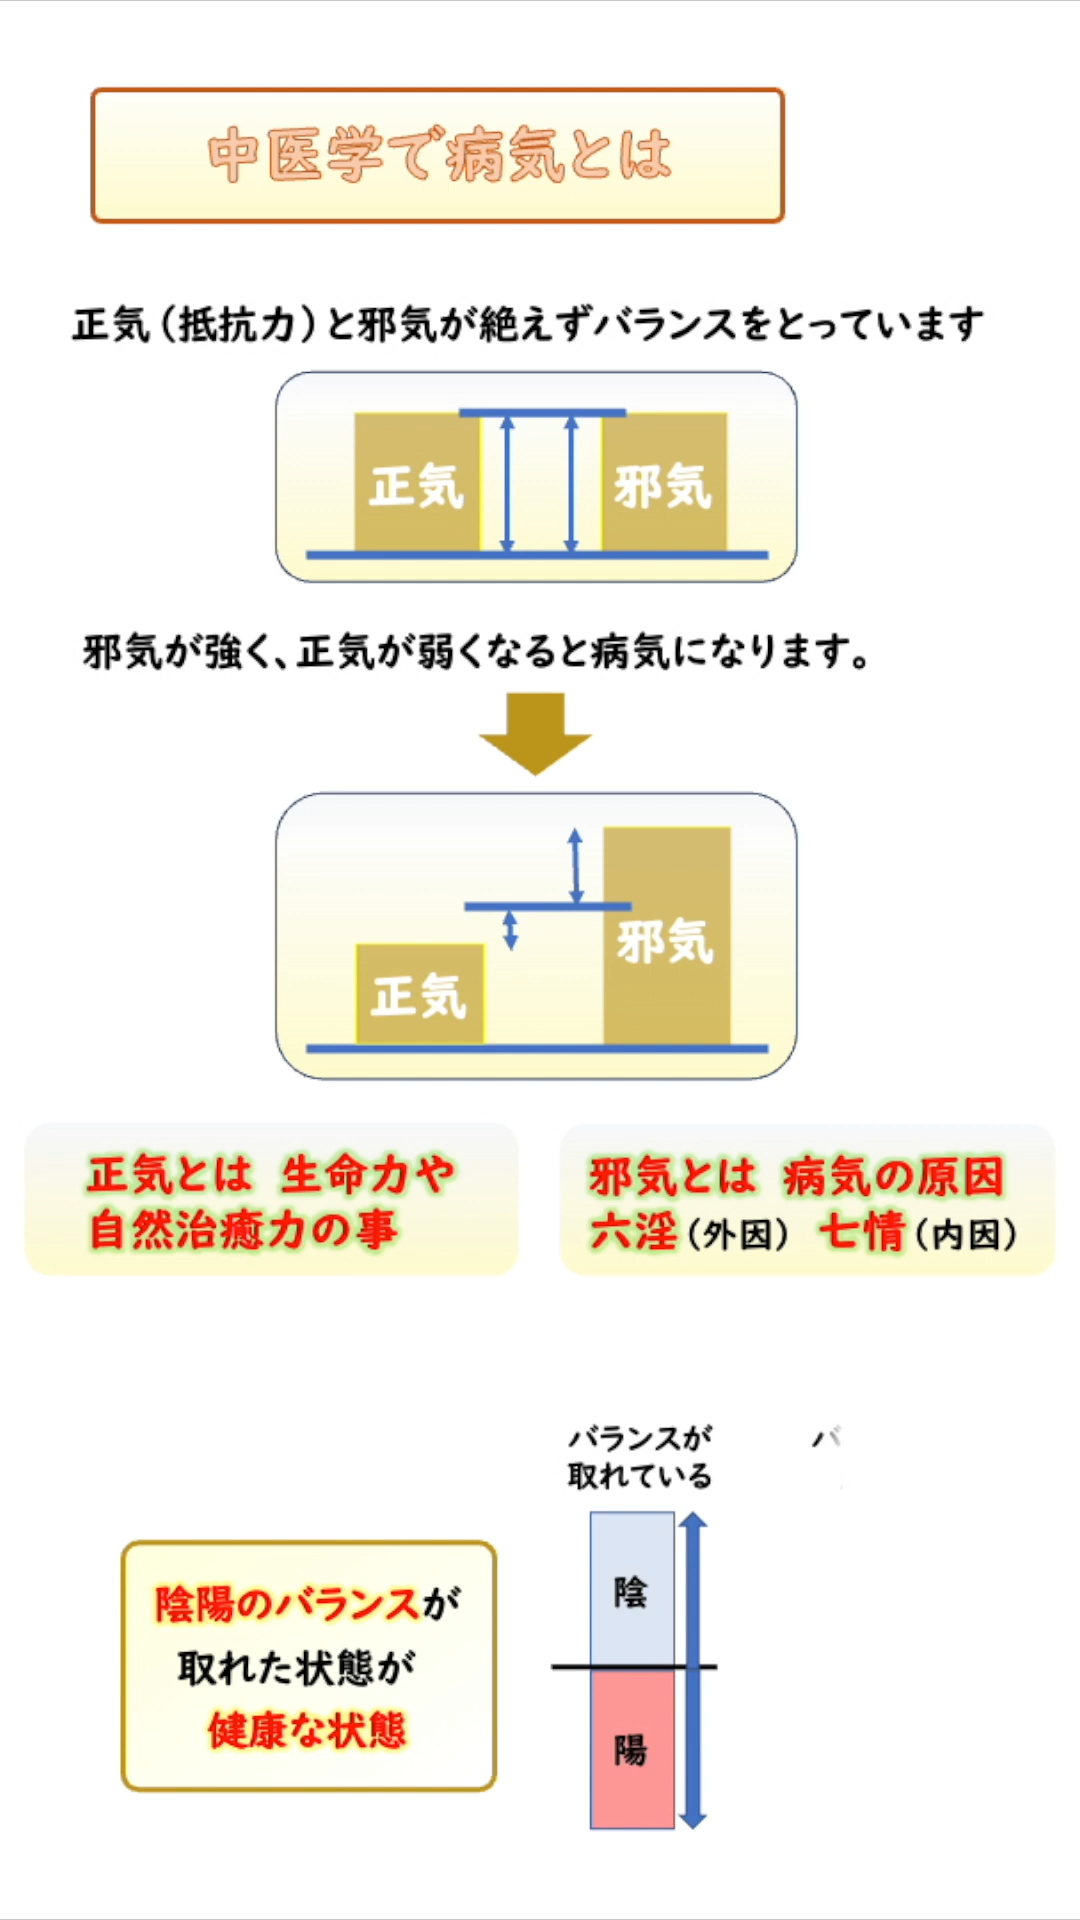 中医学で病気とは
正気（抵抗力）と邪気が絶えずバランスをとっています
正気
邪気
邪気が強く、正気が弱くなると病気になります。
正気
邪気
正気とは 生命力や
自然治癒力の事
邪気とは 病気の原因
六淫（外因） 七情（内因）
陰陽のバランスが
取れた状態が
健康な状態
バランスが
取れている
陰
陽
バ